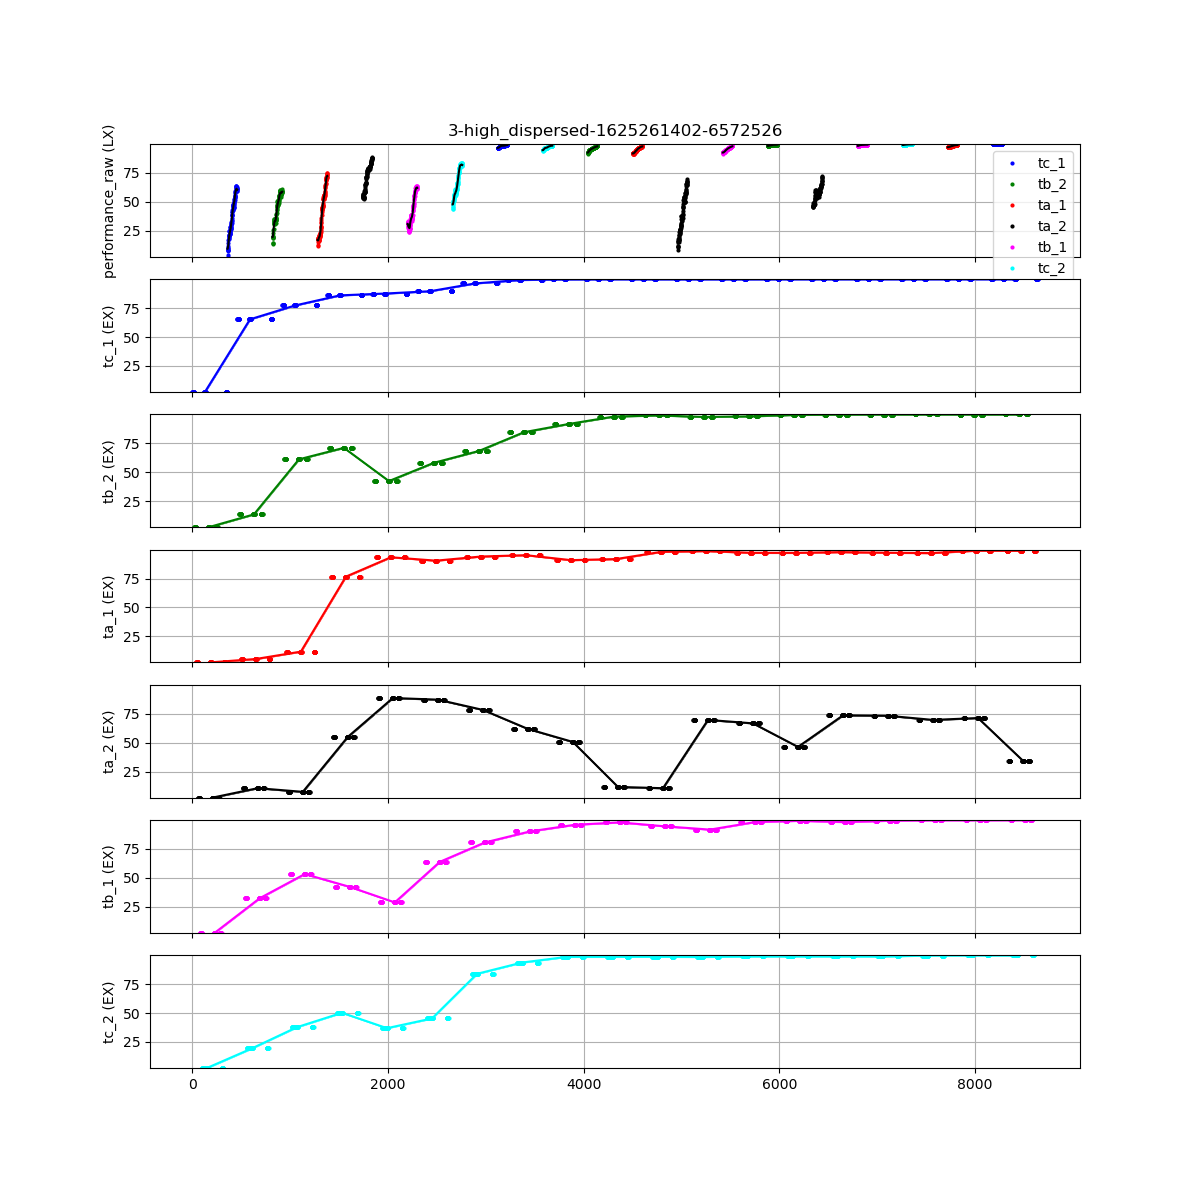 3-high_dispersed-1625261402-6572526
performance_raw (LX)
75
50
25
tc_1
tb_2
ta_1
ta_2
tb_1
tc_2
tc_1 (EX)
75
50
25
tb_2 (EX)
75
50
25
ta_1 (EX)
75
50
25
ta_2 (EX)
75
50
25
tb_1 (EX)
75
50
25
tc_2 (EX)
75
50
25
0 2000 4000 6000 8000